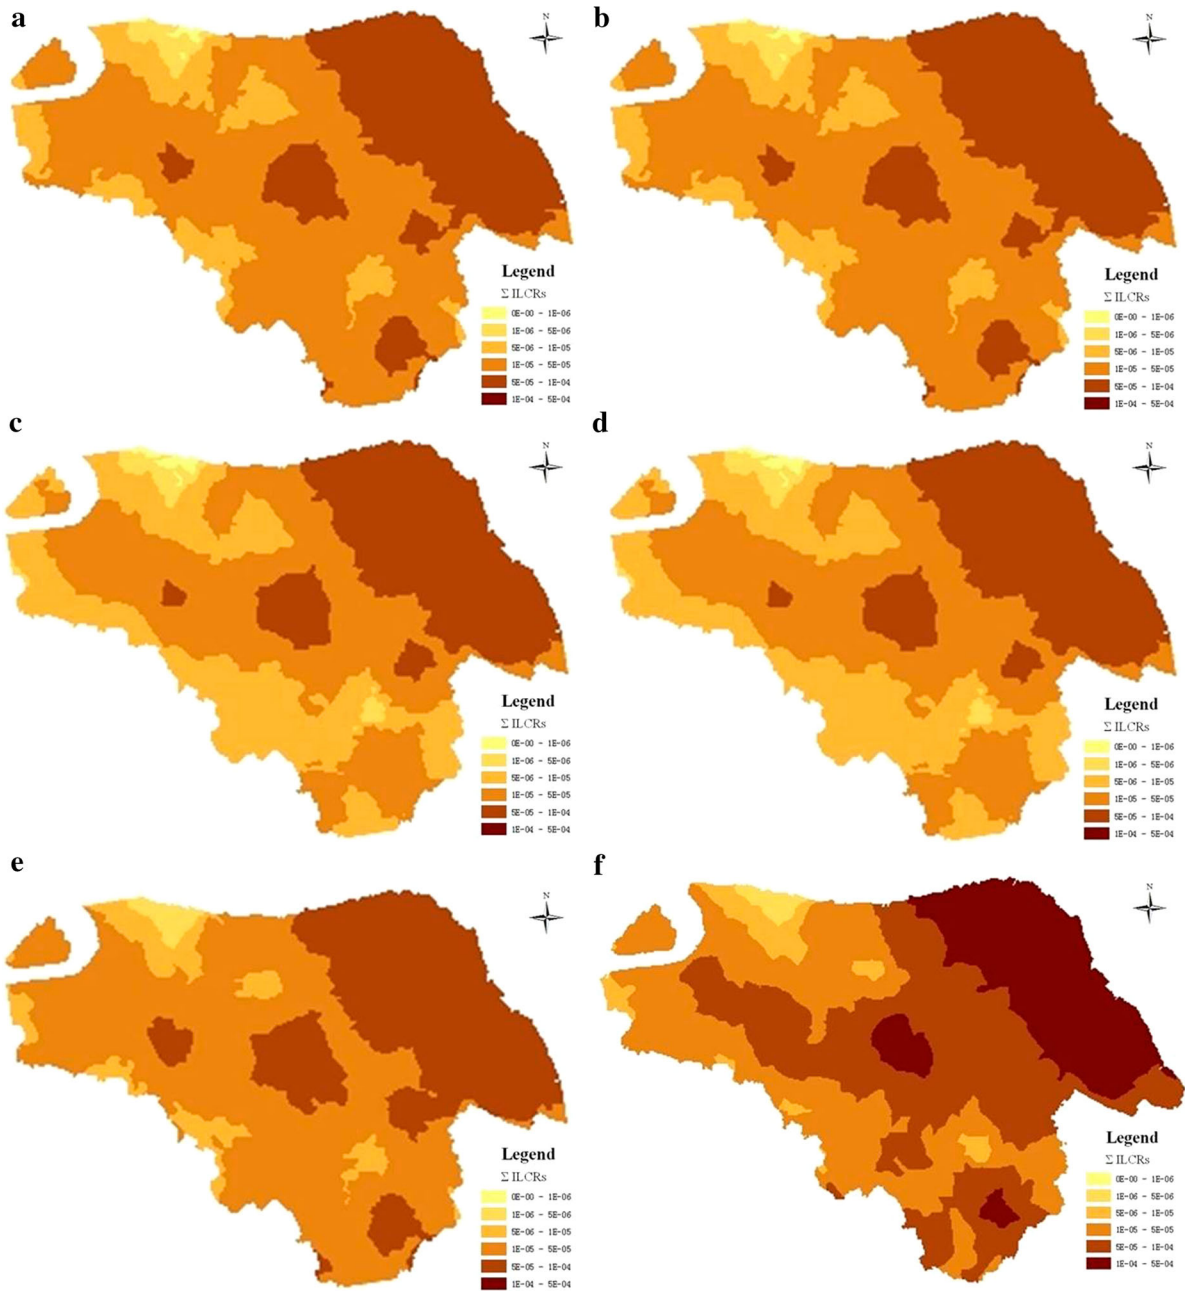 a
N
Legend
Σ ILCRs
0E-00 - 1E-06
1E-06 - 5E-06
5E-06 - 1E-05
1E-05 - 5E-05
5E-05 - 1E-04
1E-04 - 5E-04
b
N
Legend
Σ ILCRs
0E-00 - 1E-06
1E-06 - 5E-06
5E-06 - 1E-05
1E-05 - 5E-05
5E-05 - 1E-04
1E-04 - 5E-04
c
N
Legend
Σ ILCRs
0E-00 - 1E-06
1E-06 - 5E-06
5E-06 - 1E-05
1E-05 - 5E-05
5E-05 - 1E-04
1E-04 - 5E-04
d
N
Legend
Σ ILCRs
0E-00 - 1E-06
1E-06 - 5E-06
5E-06 - 1E-05
1E-05 - 5E-05
5E-05 - 1E-04
1E-04 - 5E-04
e
N
Legend
Σ ILCRs
0E-00 - 1E-06
1E-06 - 5E-06
5E-06 - 1E-05
1E-05 - 5E-05
5E-05 - 1E-04
1E-04 - 5E-04
f
N
Legend
Σ ILCRs
0E-00 - 1E-06
1E-06 - 5E-06
5E-06 - 1E-05
1E-05 - 5E-05
5E-05 - 1E-04
1E-04 - 5E-04